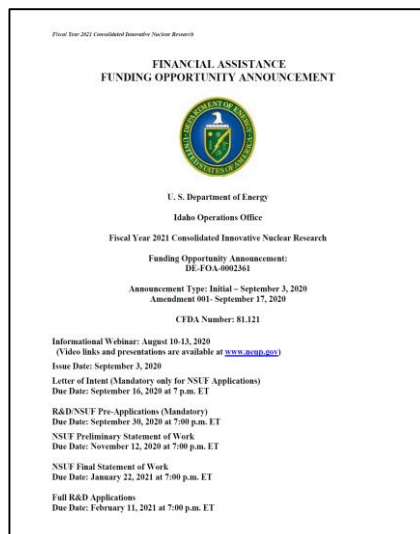 Fiscal Year 2021 Consolidated Innovative Nuclear Research
FINANCIAL ASSISTANCE
FUNDING OPPORTUNITY ANNOUNCEMENT
DEPARTMENT OF ENERGY
UNITED STATES OF AMERICA
U. S. Department of Energy
Idaho Operations Office
Fiscal Year 2021 Consolidated Innovative Nuclear Research
Funding Opportunity Announcement:
DE-FOA-0002361
Announcement Type: Initial – September 3, 2020
Amendment 001- September 17, 2020
CFDA Number: 81.121
Informational Webinar: August 10-13, 2020
(Video links and presentations are available at www.neup.gov)
Issue Date: September 3, 2020
Letter of Intent (Mandatory only for NSUF Applications)
Due Date: September 16, 2020 at 7 p.m. ET
R&D/NSUF Pre-Applications (Mandatory)
Due Date: September 30, 2020 at 7:00 p.m. ET
NSUF Preliminary Statement of Work
Due Date: November 12, 2020 at 7:00 p.m. ET
NSUF Final Statement of Work
Due Date: January 22, 2021 at 7:00 p.m. ET
Full R&D Applications
Due Date: February 11, 2021 at 7:00 p.m. ET